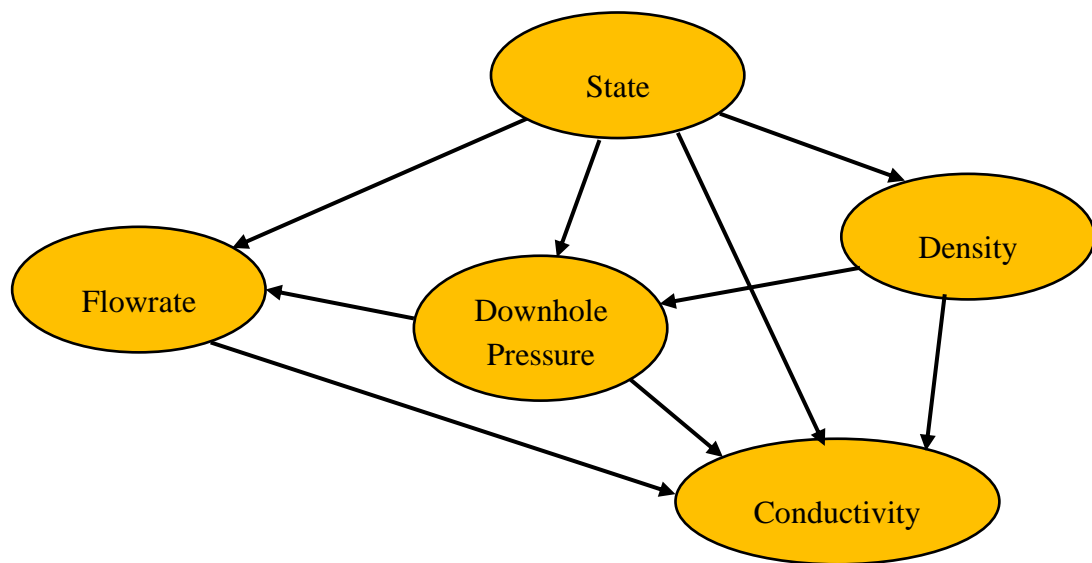 State
Density
Flowrate
Downhole
Pressure
Conductivity